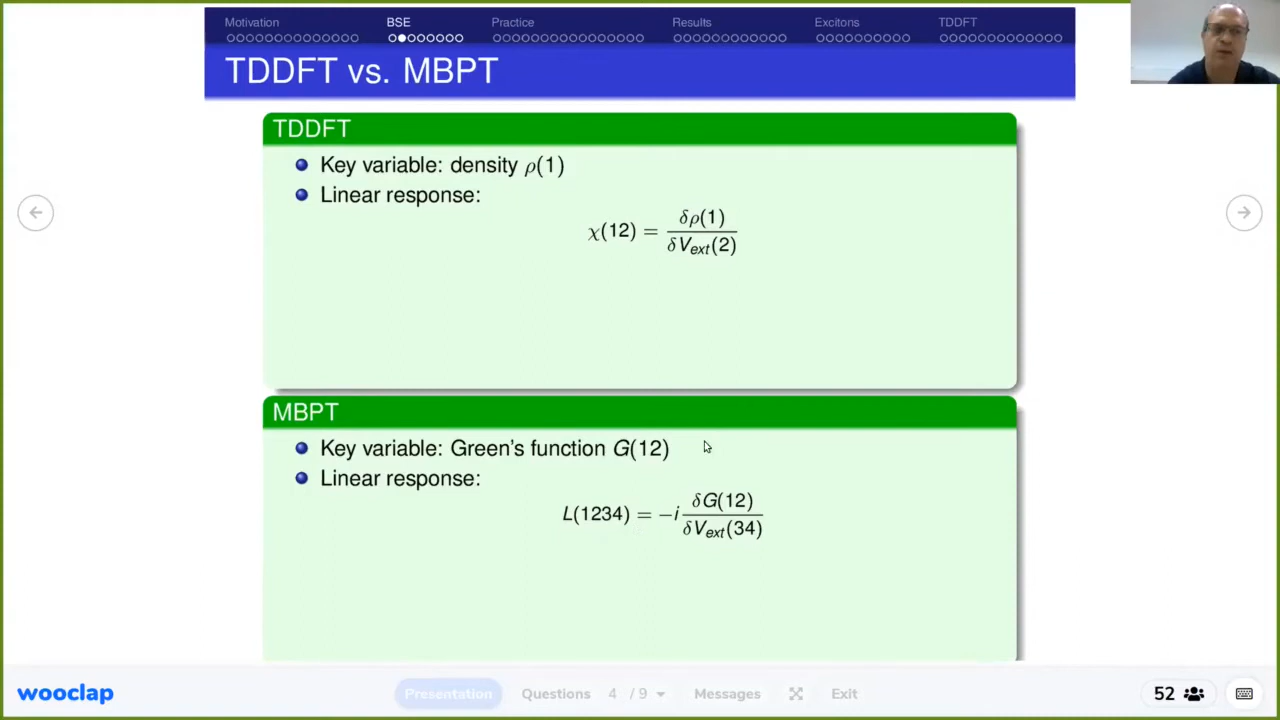 Motivation BSE Practice Results Excitons TDDFT
TDDFT vs. MBPT
TDDFT
Key variable: density ρ(1)
Linear response:
χ(12) = δρ(1) / δV_ext(2)
MBPT
Key variable: Green's function G(12)
Linear response:
L(1234) = −i δG(12) / δV_ext(34)
wooclap Presentation Questions 4 / 9 Messages Exit 52